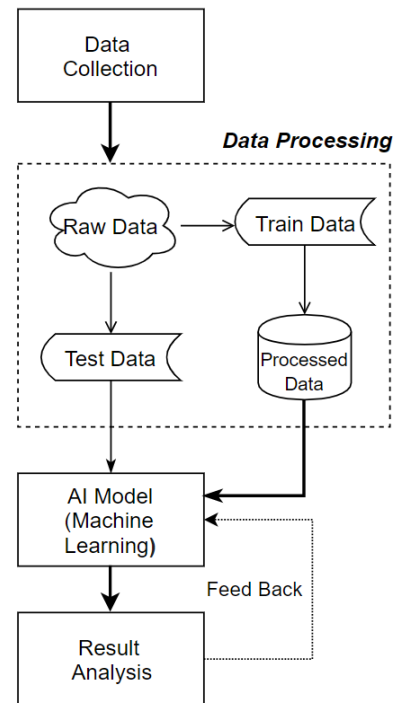 Data
Collection
Data Processing
Raw Data
Train Data
Test Data
Processed
Data
AI Model
(Machine
Learning)
Feed Back
Result
Analysis